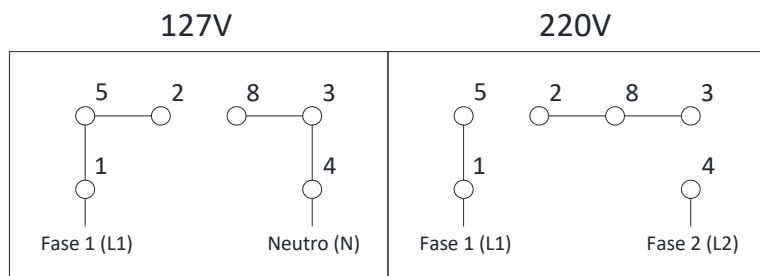 127V 220V
5 2 8 3 5 2 8 3
1 4 1 4
Fase 1 (L1) Neutro (N) Fase 1 (L1) Fase 2 (L2)